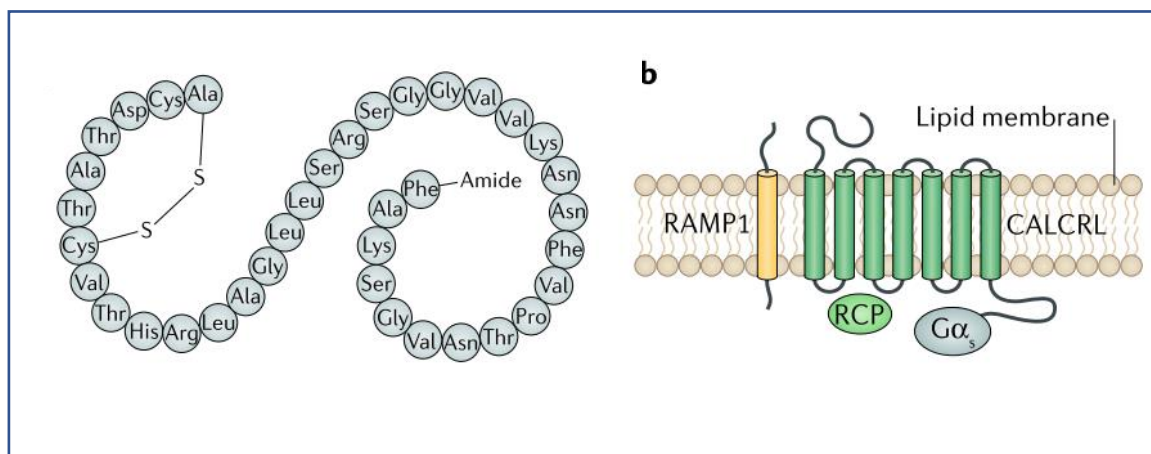 Ala
Cys
Asp
Thr
Ala
Thr
Cys
Val
Thr
His
Arg
Leu
Ala
Gly
Leu
Leu
Ser
Arg
Ser
Gly
Gly
Val
Val
Lys
Asn
Asn
Phe
Val
Pro
Thr
Asn
Val
Gly
Ser
Lys
Ala
Phe
Amide
S
S
b
Lipid membrane
RAMP1
CALCRL
RCP
Gαs